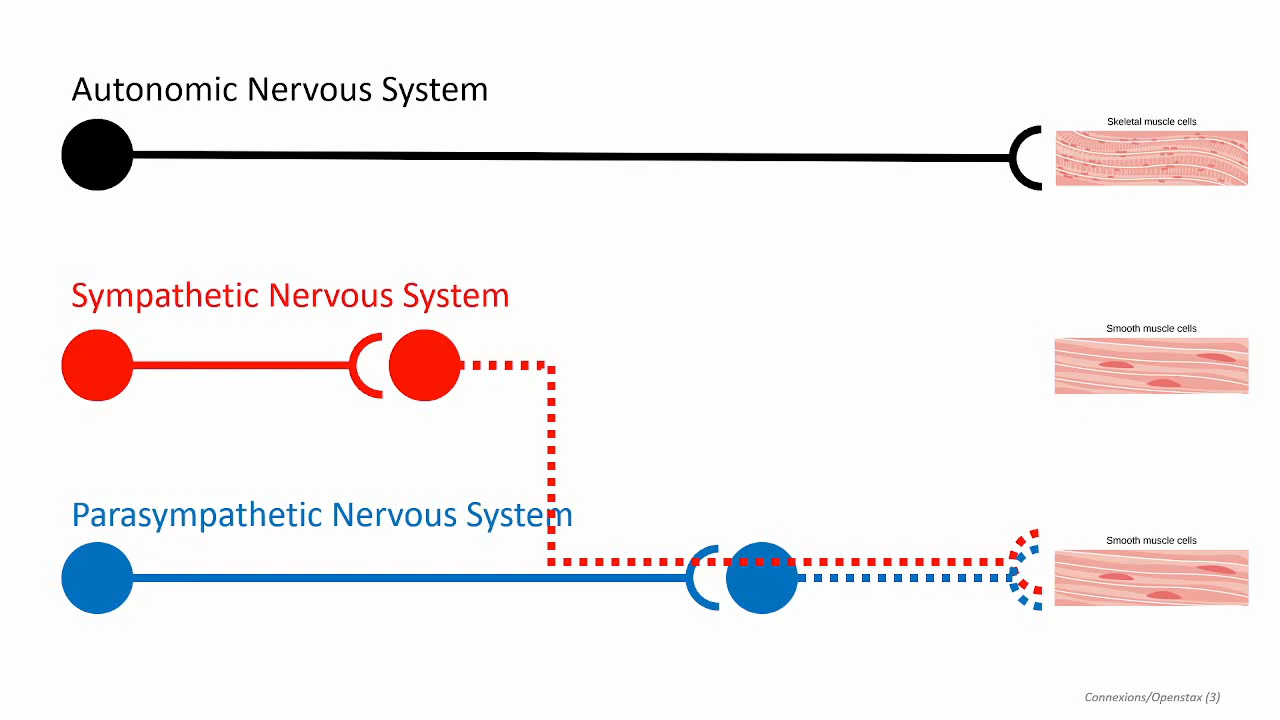 Autonomic Nervous System
Skeletal muscle cells
Sympathetic Nervous System
Smooth muscle cells
Parasympathetic Nervous System
Smooth muscle cells
Connexions/Openstax (3)